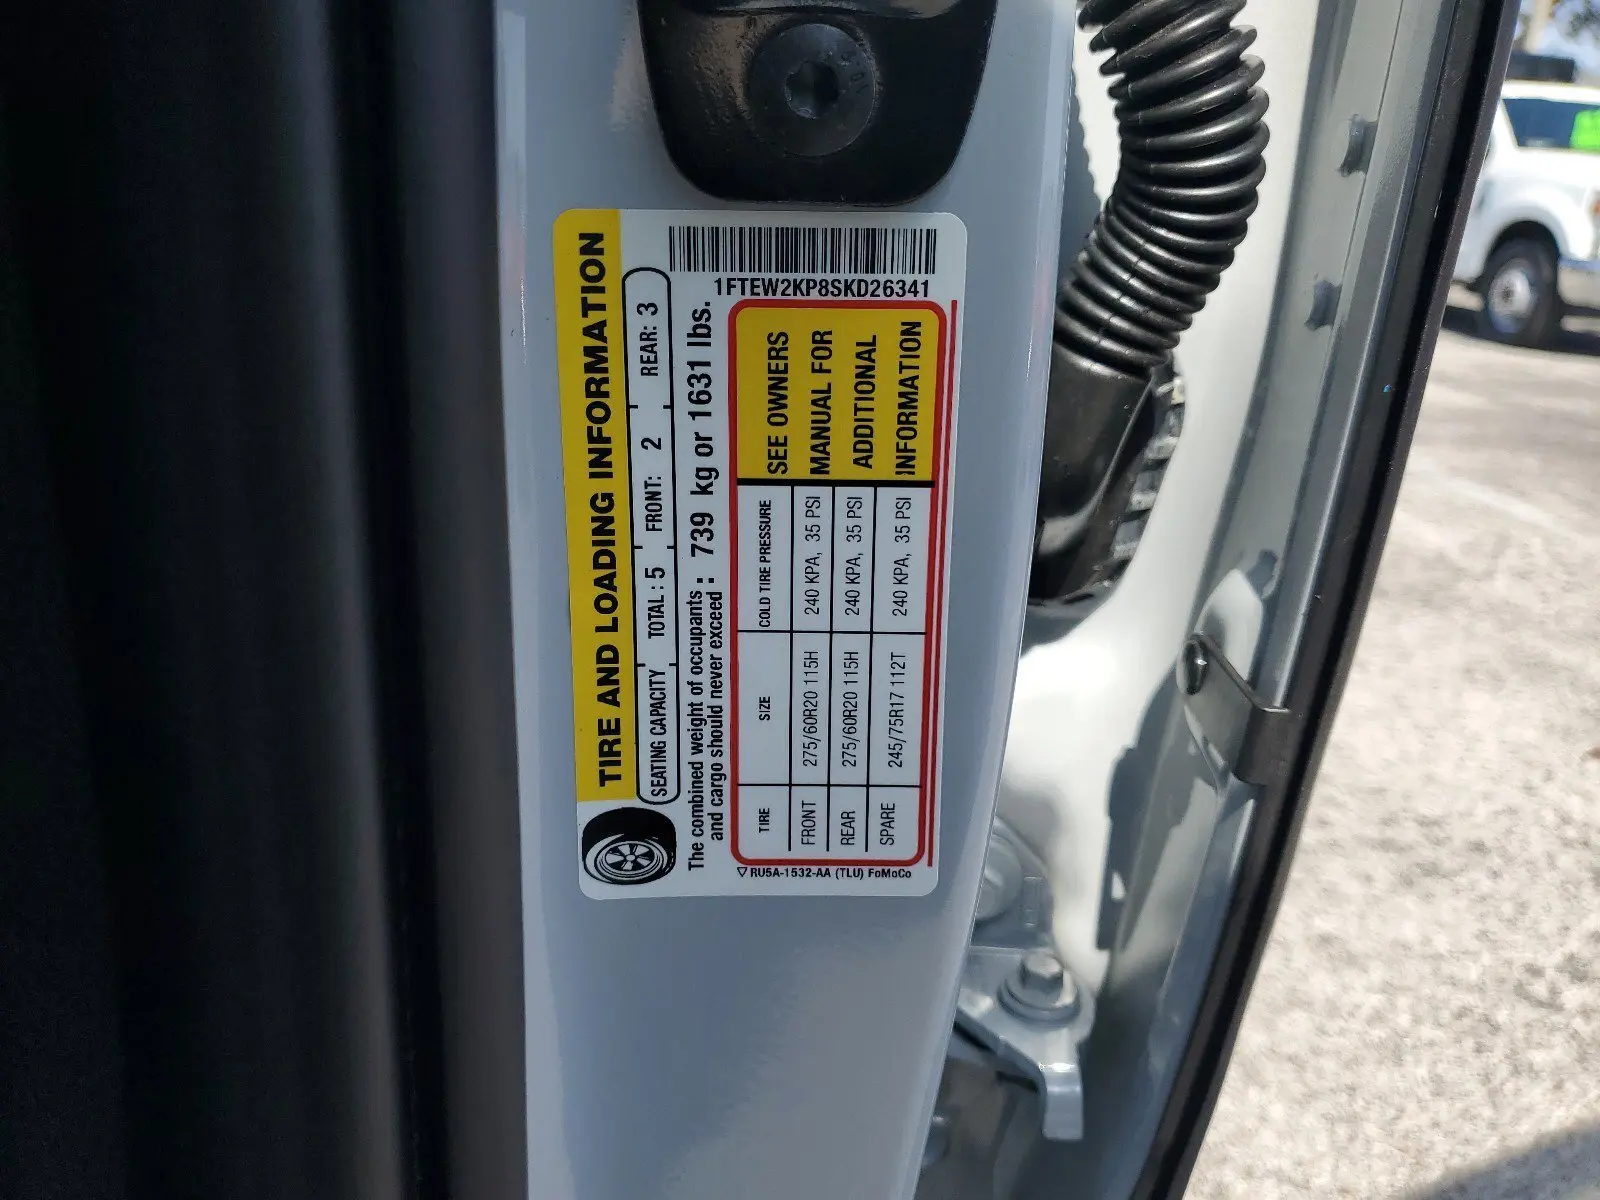 1FTEW2KP8SKD26341
TIRE AND LOADING INFORMATION
SEATING CAPACITY TOTAL : 5 FRONT: 2 REAR: 3
The combined weight of occupants : 739 kg or 1631 lbs.
and cargo should never exceed :
TIRE SIZE COLD TIRE PRESSURE
FRONT 275/60R20 115H 240 KPA, 35 PSI
REAR 275/60R20 115H 240 KPA, 35 PSI
SPARE 245/75R17 112T 240 KPA, 35 PSI
SEE OWNERS
MANUAL FOR
ADDITIONAL
INFORMATION
RU5A-1532-AA (TLU) FoMoCo